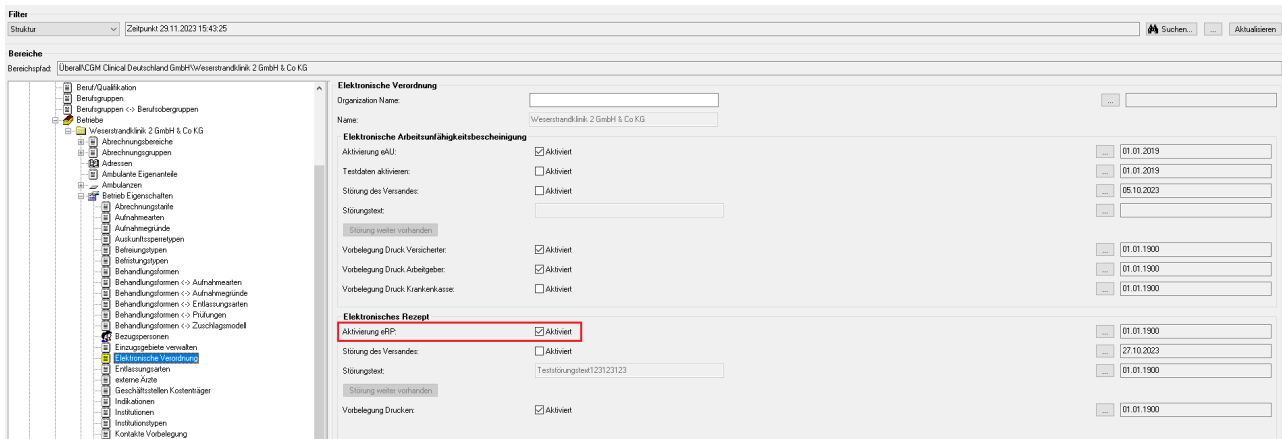 Filter
Struktur Zeitpunkt 29.11.2023 15:43:25 Suchen... ... Aktualisieren
Bereiche
Bereichspfad: Überall\CGM Clinical Deutschland GmbH\Weserstrandklinik 2 GmbH & Co KG
Beruf/Qualifikation
Berufsgruppen
Berufsgruppen <-> Berufsobergruppen
Betriebe
Weserstrandklinik 2 GmbH & Co KG
Abrechnungsbereiche
Abrechnungsgruppen
Adressen
Ambulante Eigenanteile
Ambulanzen
Betrieb Eigenschaften
Abrechnungstarife
Aufnahmearten
Aufnahmegründe
Auskunftssperretypen
Befreiungstypen
Befristungstypen
Behandlungsformen
Behandlungsformen <-> Aufnahmearten
Behandlungsformen <-> Aufnahmegründe
Behandlungsformen <-> Entlassungsarten
Behandlungsformen <-> Prüfungen
Behandlungsformen <-> Zuschlagsmodell
Bezugspersonen
Einzugsgebiete verwalten
Elektronische Verordnung
Entlassungsarten
externe Ärzte
Geschäftsstellen Kostenträger
Indikationen
Institutionen
Institutionstypen
Kontakte Vorbelegung
Elektronische Verordnung
Organization Name: ...
Name: Weserstrandklinik 2 GmbH & Co KG
Elektronische Arbeitsunfähigkeitsbescheinigung
Aktivierung eAU: Aktiviert ... 01.01.2019
Testdaten aktivieren: Aktiviert ... 01.01.2019
Störung des Versandes: Aktiviert ... 05.10.2023
Störungstext: ...
Störung weiter vorhanden
Vorbelegung Druck Versicherter: Aktiviert ... 01.01.1900
Vorbelegung Druck Arbeitgeber: Aktiviert ... 01.01.1900
Vorbelegung Druck Krankenkasse: Aktiviert ... 01.01.1900
Elektronisches Rezept
Aktivierung eRP: Aktiviert ... 01.01.1900
Störung des Versandes: Aktiviert ... 27.10.2023
Störungstext: Teststörungstext123123123 ... 01.01.1900
Störung weiter vorhanden
Vorbelegung Drucken: Aktiviert ... 01.01.1900